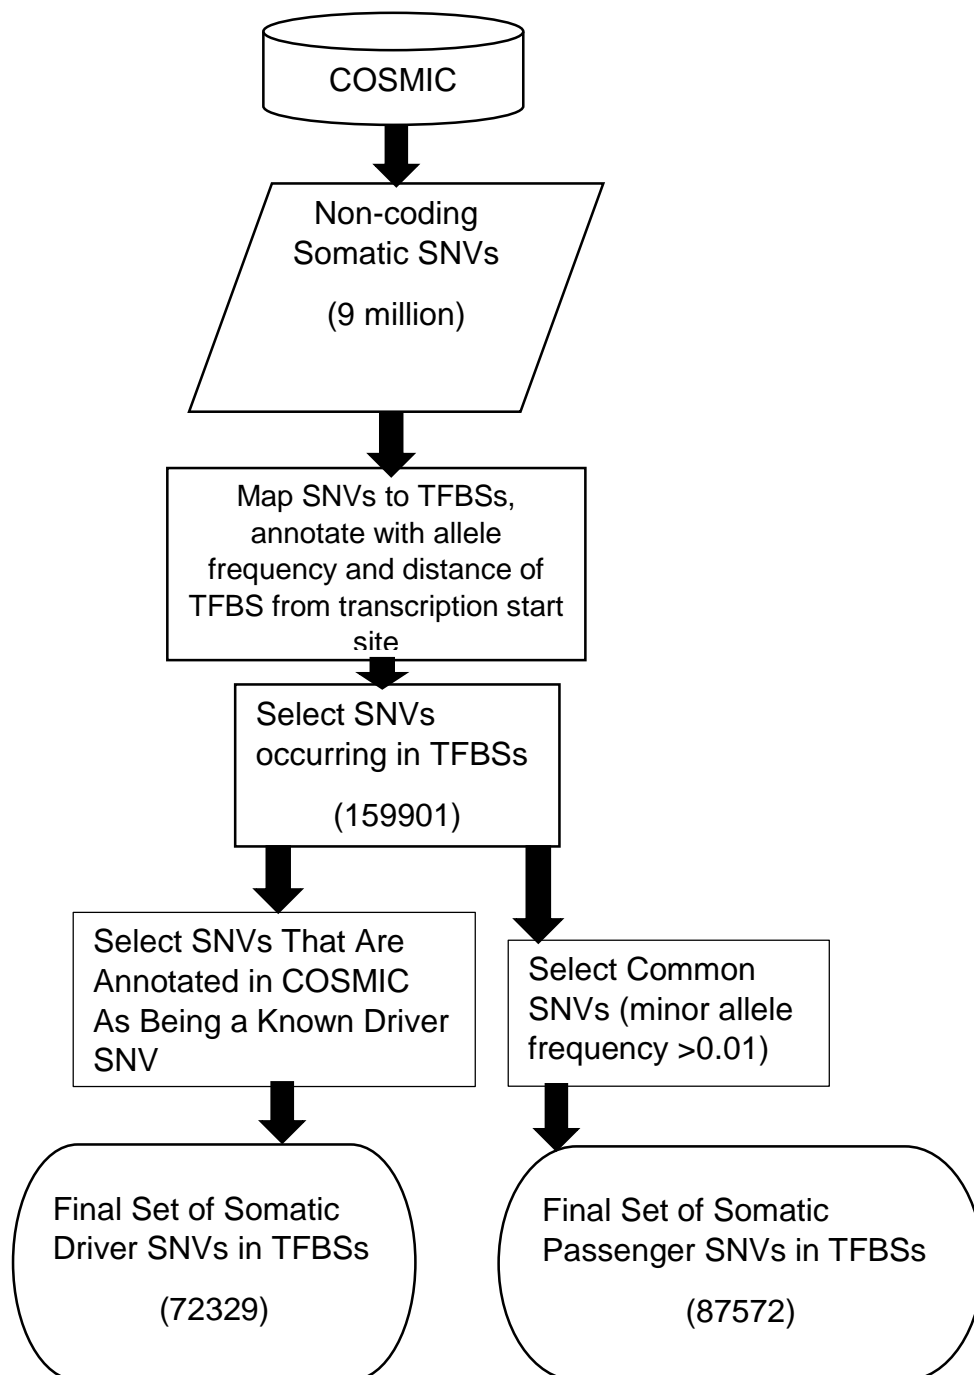 COSMIC
Non-coding
Somatic SNVs
(9 million)
Map SNVs to TFBSs,
annotate with allele
frequency and distance of
TFBS from transcription start
site
Select SNVs
occurring in TFBSs
(159901)
Select SNVs That Are
Annotated in COSMIC
As Being a Known Driver
SNV
Select Common
SNVs (minor allele
frequency >0.01)
Final Set of Somatic
Driver SNVs in TFBSs
(72329)
Final Set of Somatic
Passenger SNVs in TFBSs
(87572)